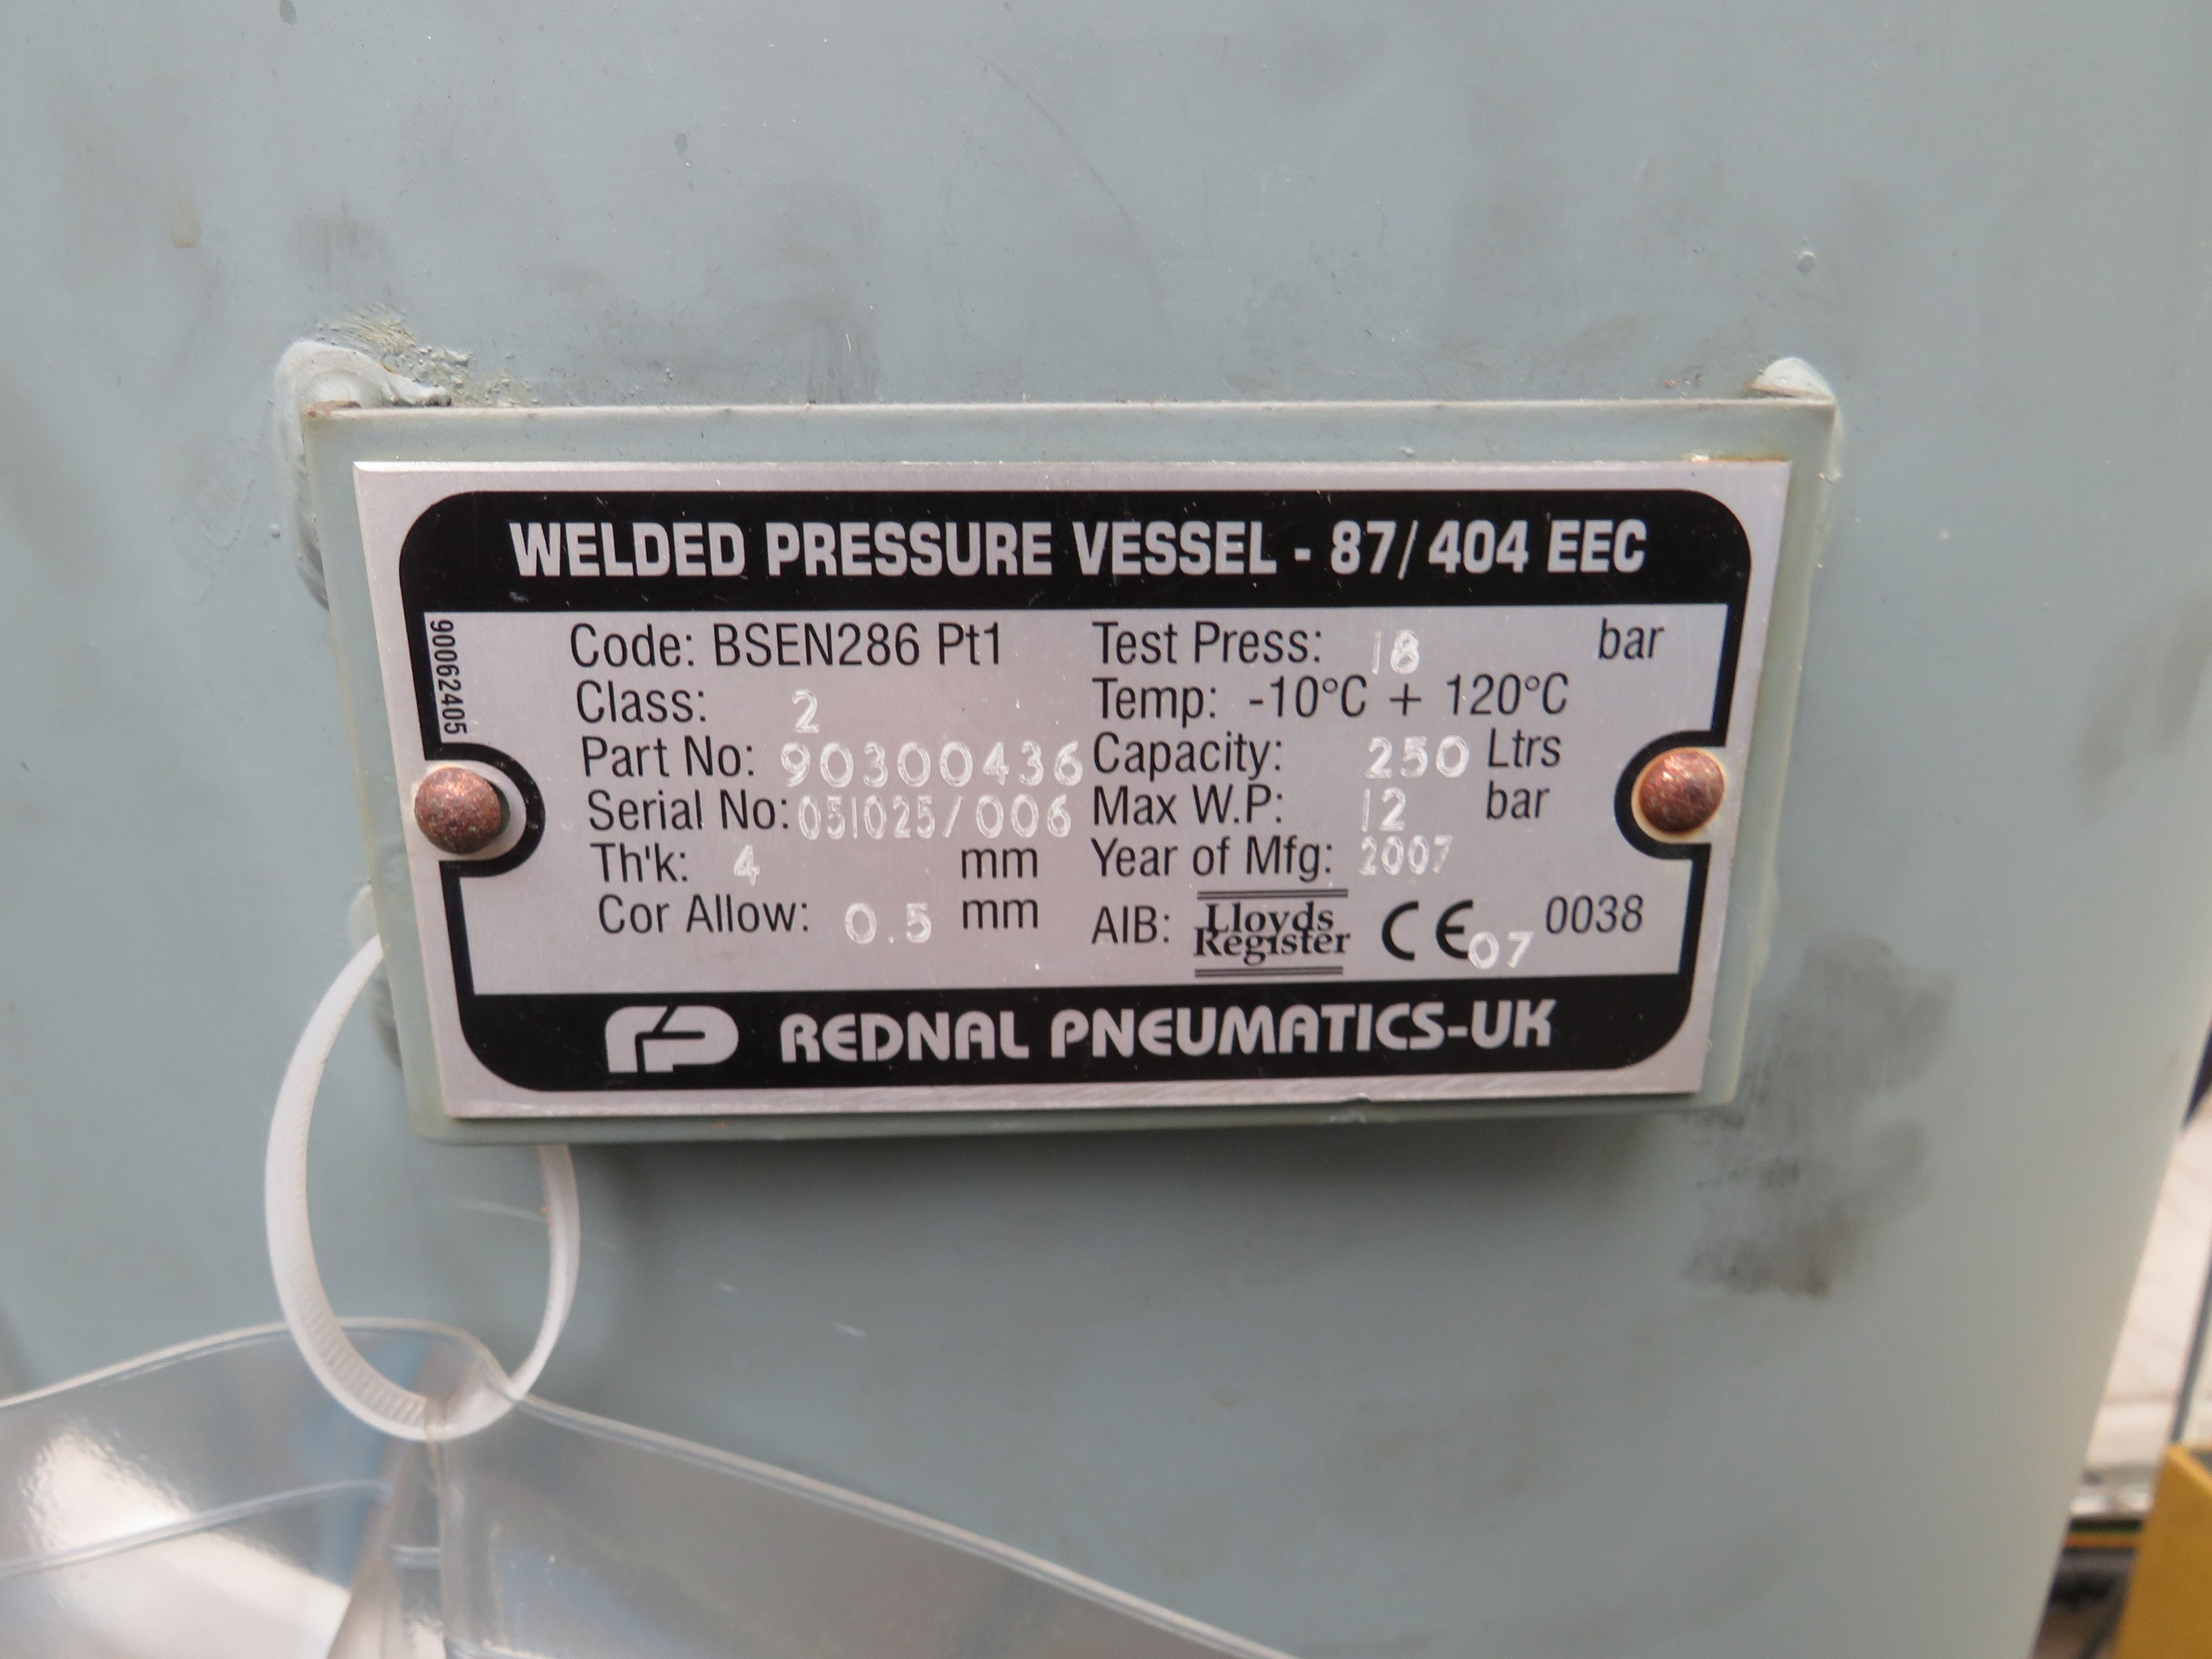 WELDED PRESSURE VESSEL - 87/404 EEC
90062405
Code: BSEN286 Pt1
Class: 2
Part No: 90300436
Serial No: 051025/006
Th'k: 4 mm
Cor Allow: 0.5 mm
Test Press: 18 bar
Temp: -10°C + 120°C
Capacity: 250 Ltrs
Max W.P: 12 bar
Year of Mfg: 2007
AIB: Lloyds Register CE 07 0038
RP REDNAL PNEUMATICS-UK